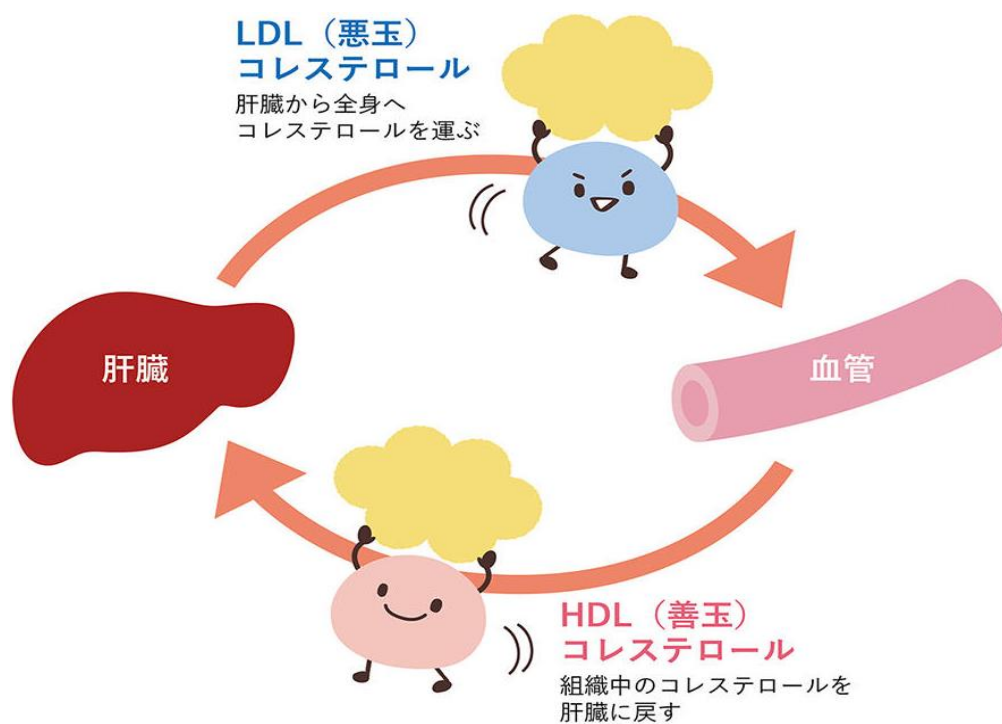 LDL（悪玉）
コレステロール
肝臓から全身へ
コレステロールを運ぶ
肝臓
血管
HDL（善玉）
コレステロール
組織中のコレステロールを
肝臓に戻す